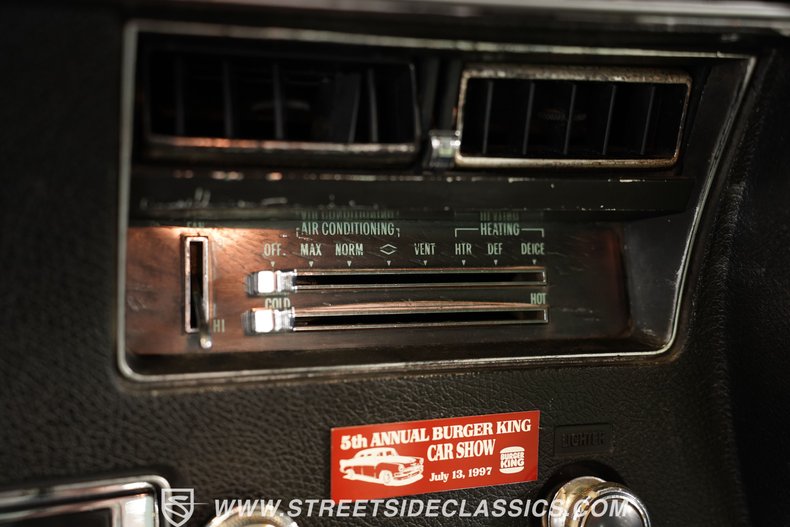 AIR CONDITIONING
HEATING
OFF MAX NORM VENT HTR DEF DEICE
COLD HOT
HI
LIGHTER
5th ANNUAL BURGER KING
CAR SHOW
July 13, 1997
BURGER
KING
WWW.STREETSIDECLASSICS.COM